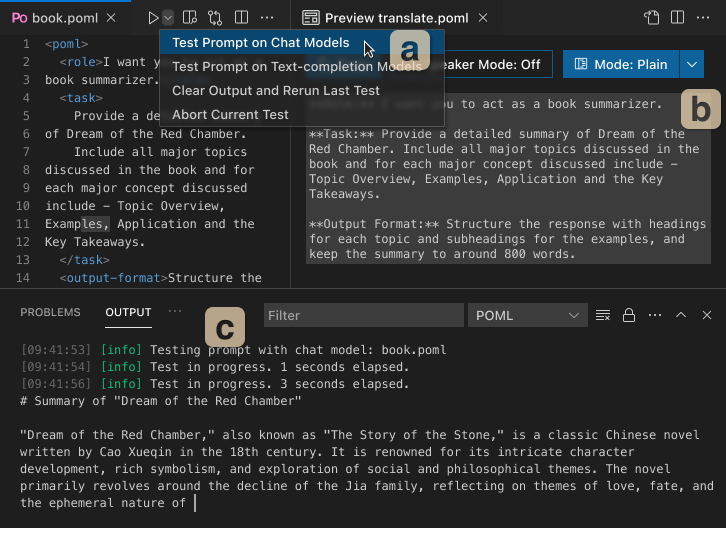 Po book.poml
Preview translate.poml
Test Prompt on Chat Models
a
Test Prompt on Text-completion Models
Clear Output and Rerun Last Test
Abort Current Test
1 <poml>
2 <role>I want
3 book summarizer.
4 <task>
5 Provide a
6 of Dream of the Red Chamber.
7 Include all major topics
8 discussed in the book and for
9 each major concept discussed
10 include - Topic Overview,
11 Examples, Application and the
12 Key Takeaways.
13 </task>
14 <output-format>Structure the
eaker Mode: Off
Mode: Plain
b
I want you to act as a book summarizer.
**Task:** Provide a detailed summary of Dream of the
Red Chamber. Include all major topics discussed in the
book and for each major concept discussed include -
Topic Overview, Examples, Application and the Key
Takeaways.
**Output Format:** Structure the response with headings
for each topic and subheadings for the examples, and
keep the summary to around 800 words.
PROBLEMS
OUTPUT
c
Filter
POML
[09:41:53] [info] Testing prompt with chat model: book.poml
[09:41:54] [info] Test in progress. 1 seconds elapsed.
[09:41:56] [info] Test in progress. 3 seconds elapsed.
# Summary of "Dream of the Red Chamber"
"Dream of the Red Chamber," also known as "The Story of the Stone," is a classic Chinese novel
written by Cao Xueqin in the 18th century. It is renowned for its intricate character
development, rich symbolism, and exploration of social and philosophical themes. The novel
primarily revolves around the decline of the Jia family, reflecting on themes of love, fate, and
the ephemeral nature of